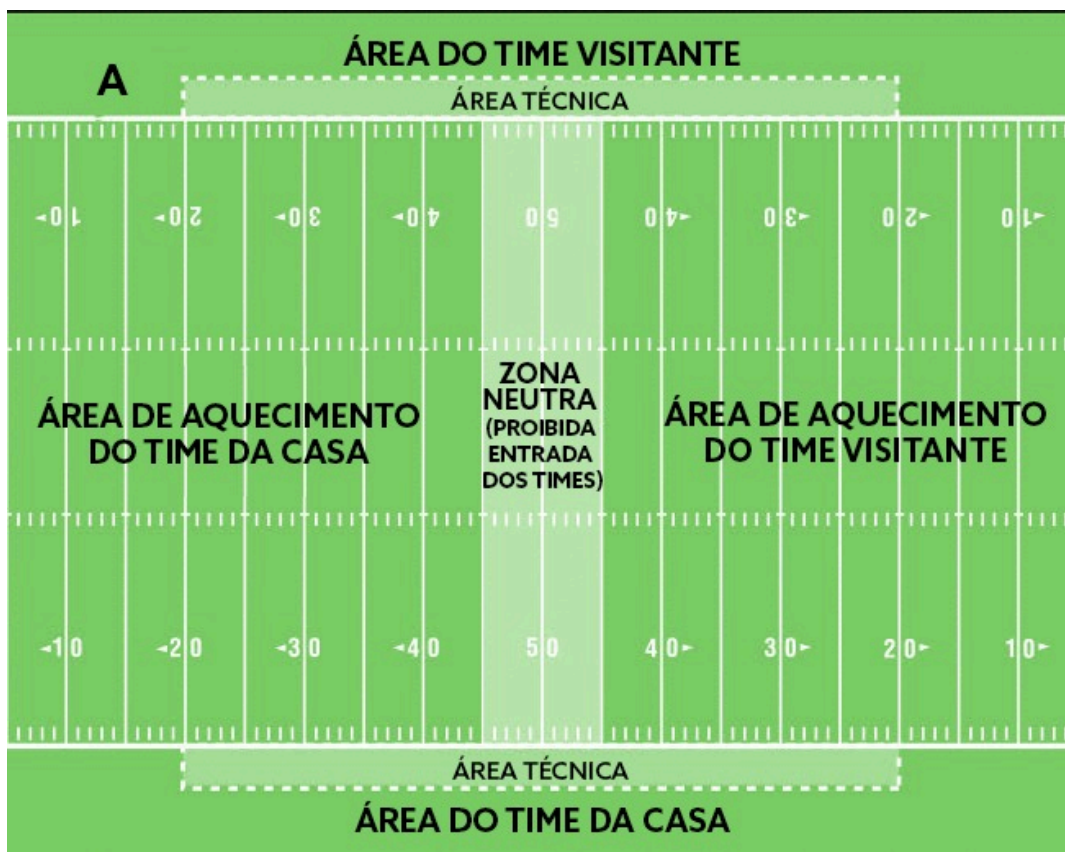 ÁREA DO TIME VISITANTE
A
ÁREA TÉCNICA
◄10 ◄20 ◄30 ◄40 50 40► 30► 20► 10►
ZONA
NEUTRA
(PROIBIDA
ENTRADA
DOS TIMES)
ÁREA DE AQUECIMENTO
DO TIME DA CASA
ÁREA DE AQUECIMENTO
DO TIME VISITANTE
◄10 ◄20 ◄30 ◄40 50 40► 30► 20► 10►
ÁREA TÉCNICA
ÁREA DO TIME DA CASA